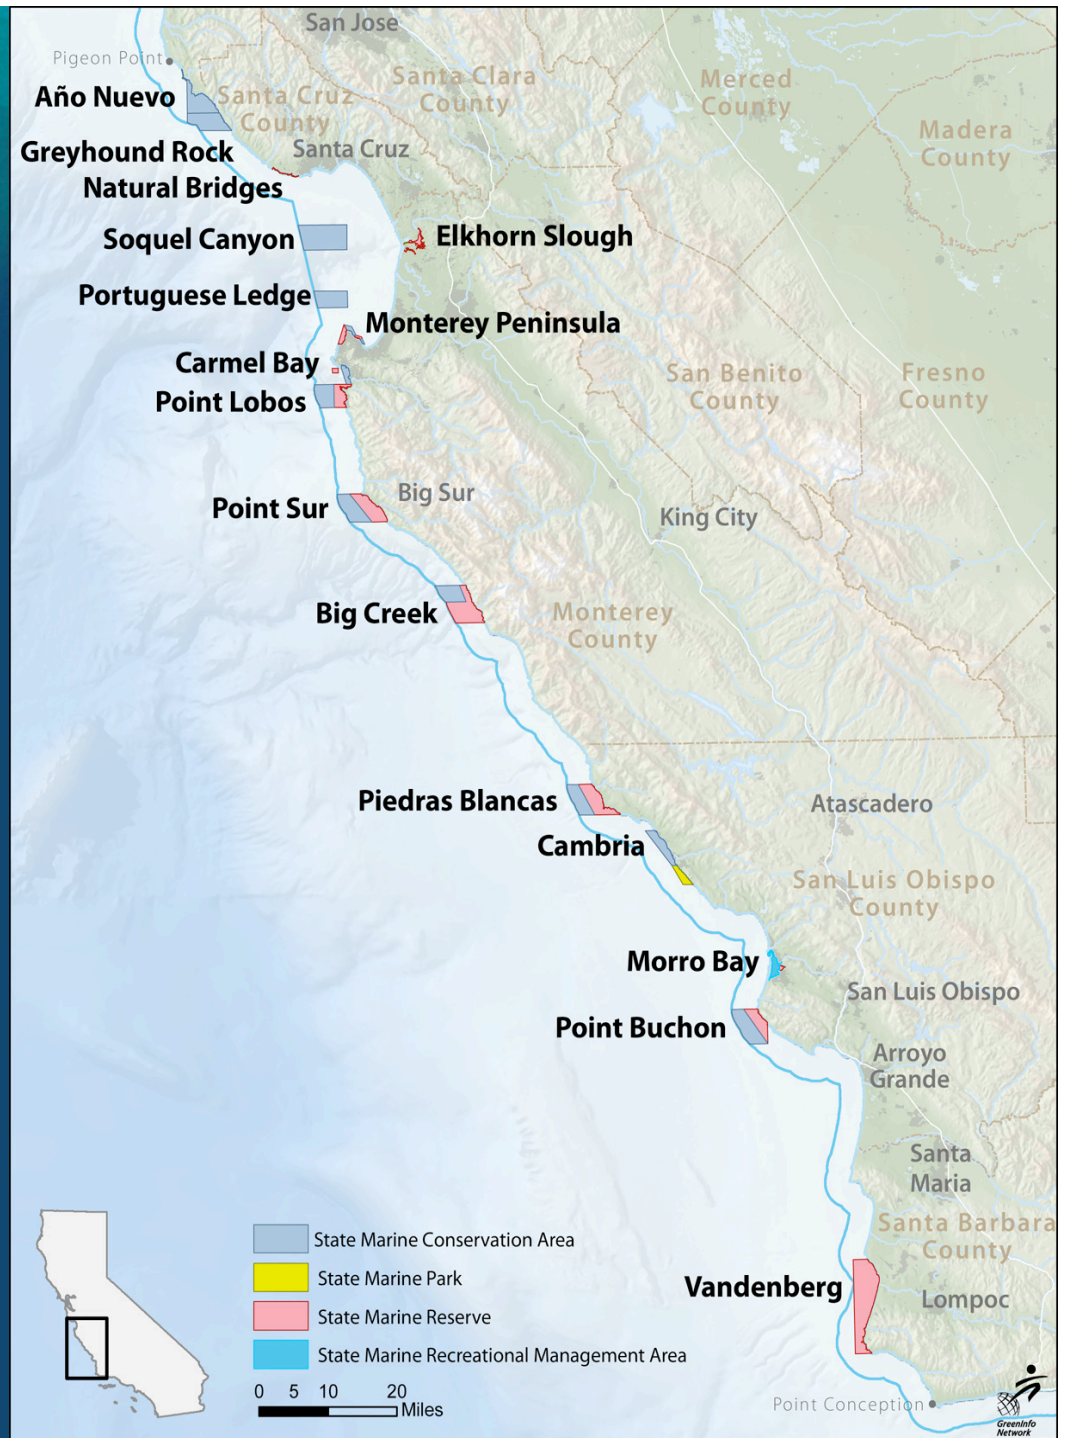 San Jose
Pigeon Point
Santa Clara
County
Merced
County
Año Nuevo
Santa Cruz
County
Madera
County
Greyhound Rock
Santa Cruz
Natural Bridges
Soquel Canyon
Elkhorn Slough
Portuguese Ledge
Monterey Peninsula
Carmel Bay
San Benito
County
Fresno
County
Point Lobos
Big Sur
Point Sur
King City
Big Creek
Monterey
County
Piedras Blancas
Atascadero
Cambria
San Luis Obispo
County
Morro Bay
San Luis Obispo
Point Buchon
Arroyo
Grande
Santa
Maria
Santa Barbara
County
Vandenberg
Lompoc
State Marine Conservation Area
State Marine Park
State Marine Reserve
State Marine Recreational Management Area
0 5 10 20
Miles
Point Conception
GreenInfo
Network